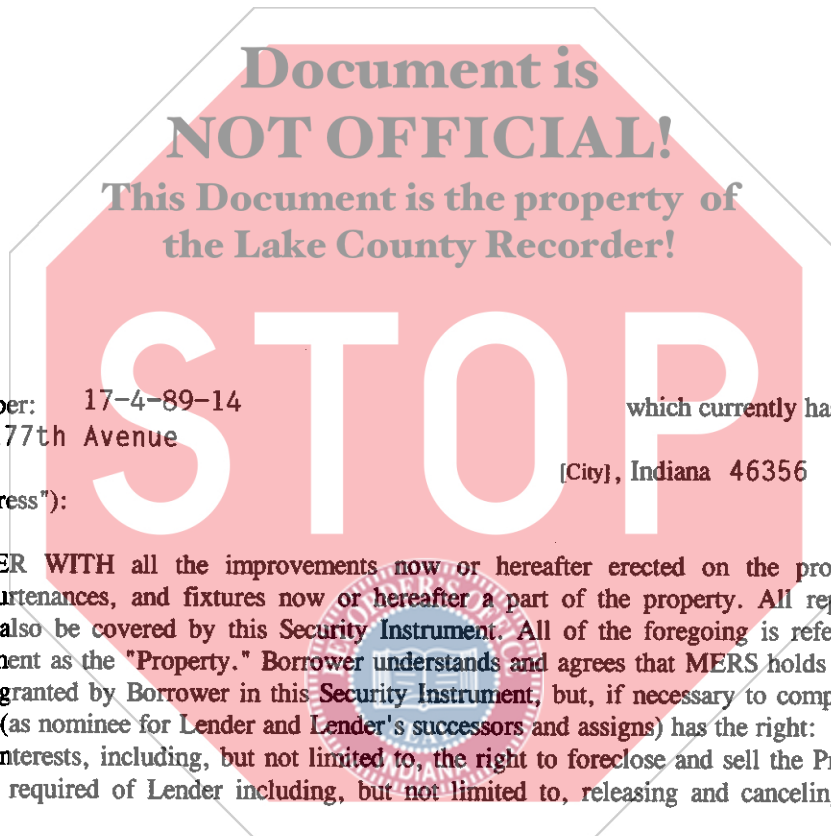 Document is
NOT OFFICIAL!
This Document is the property of
the Lake County Recorder!
STOP
per: 17-4-89-14 which currently ha
77th Avenue
[City], Indiana 46356
ress"):
ER WITH all the improvements now or hereafter erected on the pro
urtenances, and fixtures now or hereafter a part of the property. All rep
also be covered by this Security Instrument. All of the foregoing is refe
ment as the "Property." Borrower understands and agrees that MERS holds
granted by Borrower in this Security Instrument, but, if necessary to comp
(as nominee for Lender and Lender's successors and assigns) has the right:
nterests, including, but not limited to, the right to foreclose and sell the Pr
required of Lender including, but not limited to, releasing and canceling
SEAL
INDIANA